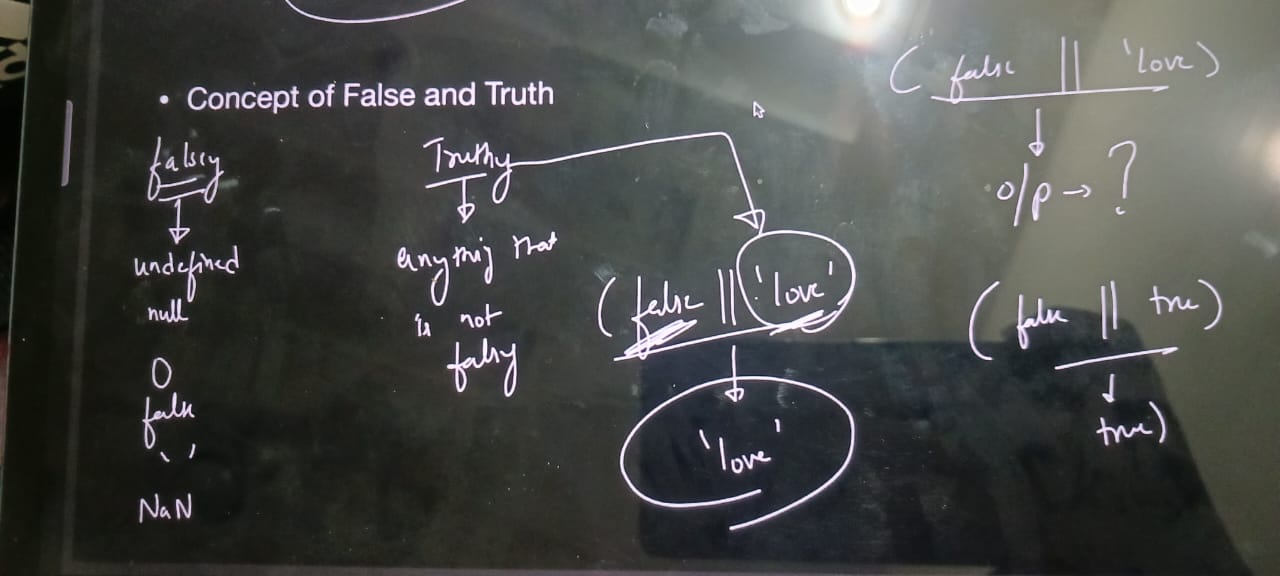 • Concept of False and Truth
falsy
undefined
null
0
false
' '
NaN
Truthy
anything that
is not
falsy
(false || 'love')
'love'
(false || 'love)
o/p → ?
(false || true)
true)